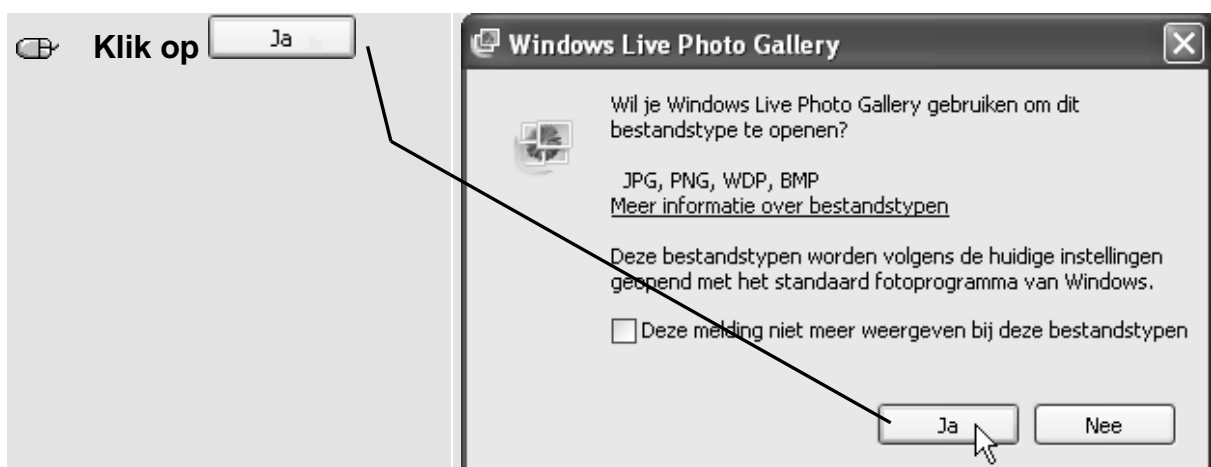 Klik op Ja ,
Windows Live Photo Gallery
Wil je Windows Live Photo Gallery gebruiken om dit
bestandstype te openen?
JPG, PNG, WDP, BMP
Meer informatie over bestandstypen
Deze bestandstypen worden volgens de huidige instellingen
geopend met het standaard fotoprogramma van Windows.
Deze melding niet meer weergeven bij deze bestandstypen
Ja Nee